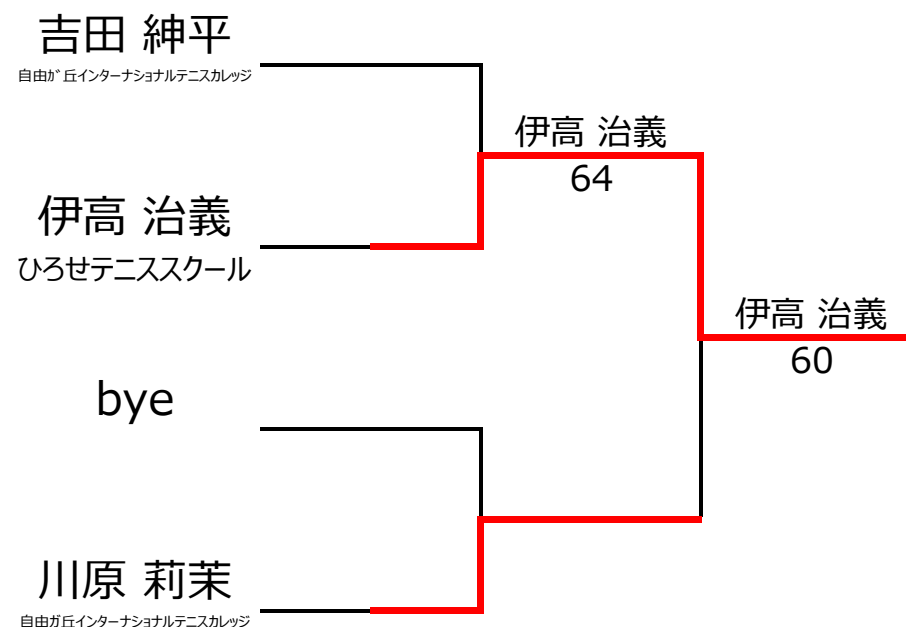 吉田 紳平
自由ｶﾞ丘インターナショナルテニスカレッジ
伊高 治義
64
伊高 治義
ひろせテニススクール
伊高 治義
60
bye
川原 莉茉
自由ガ丘インターナショナルテニスカレッジ